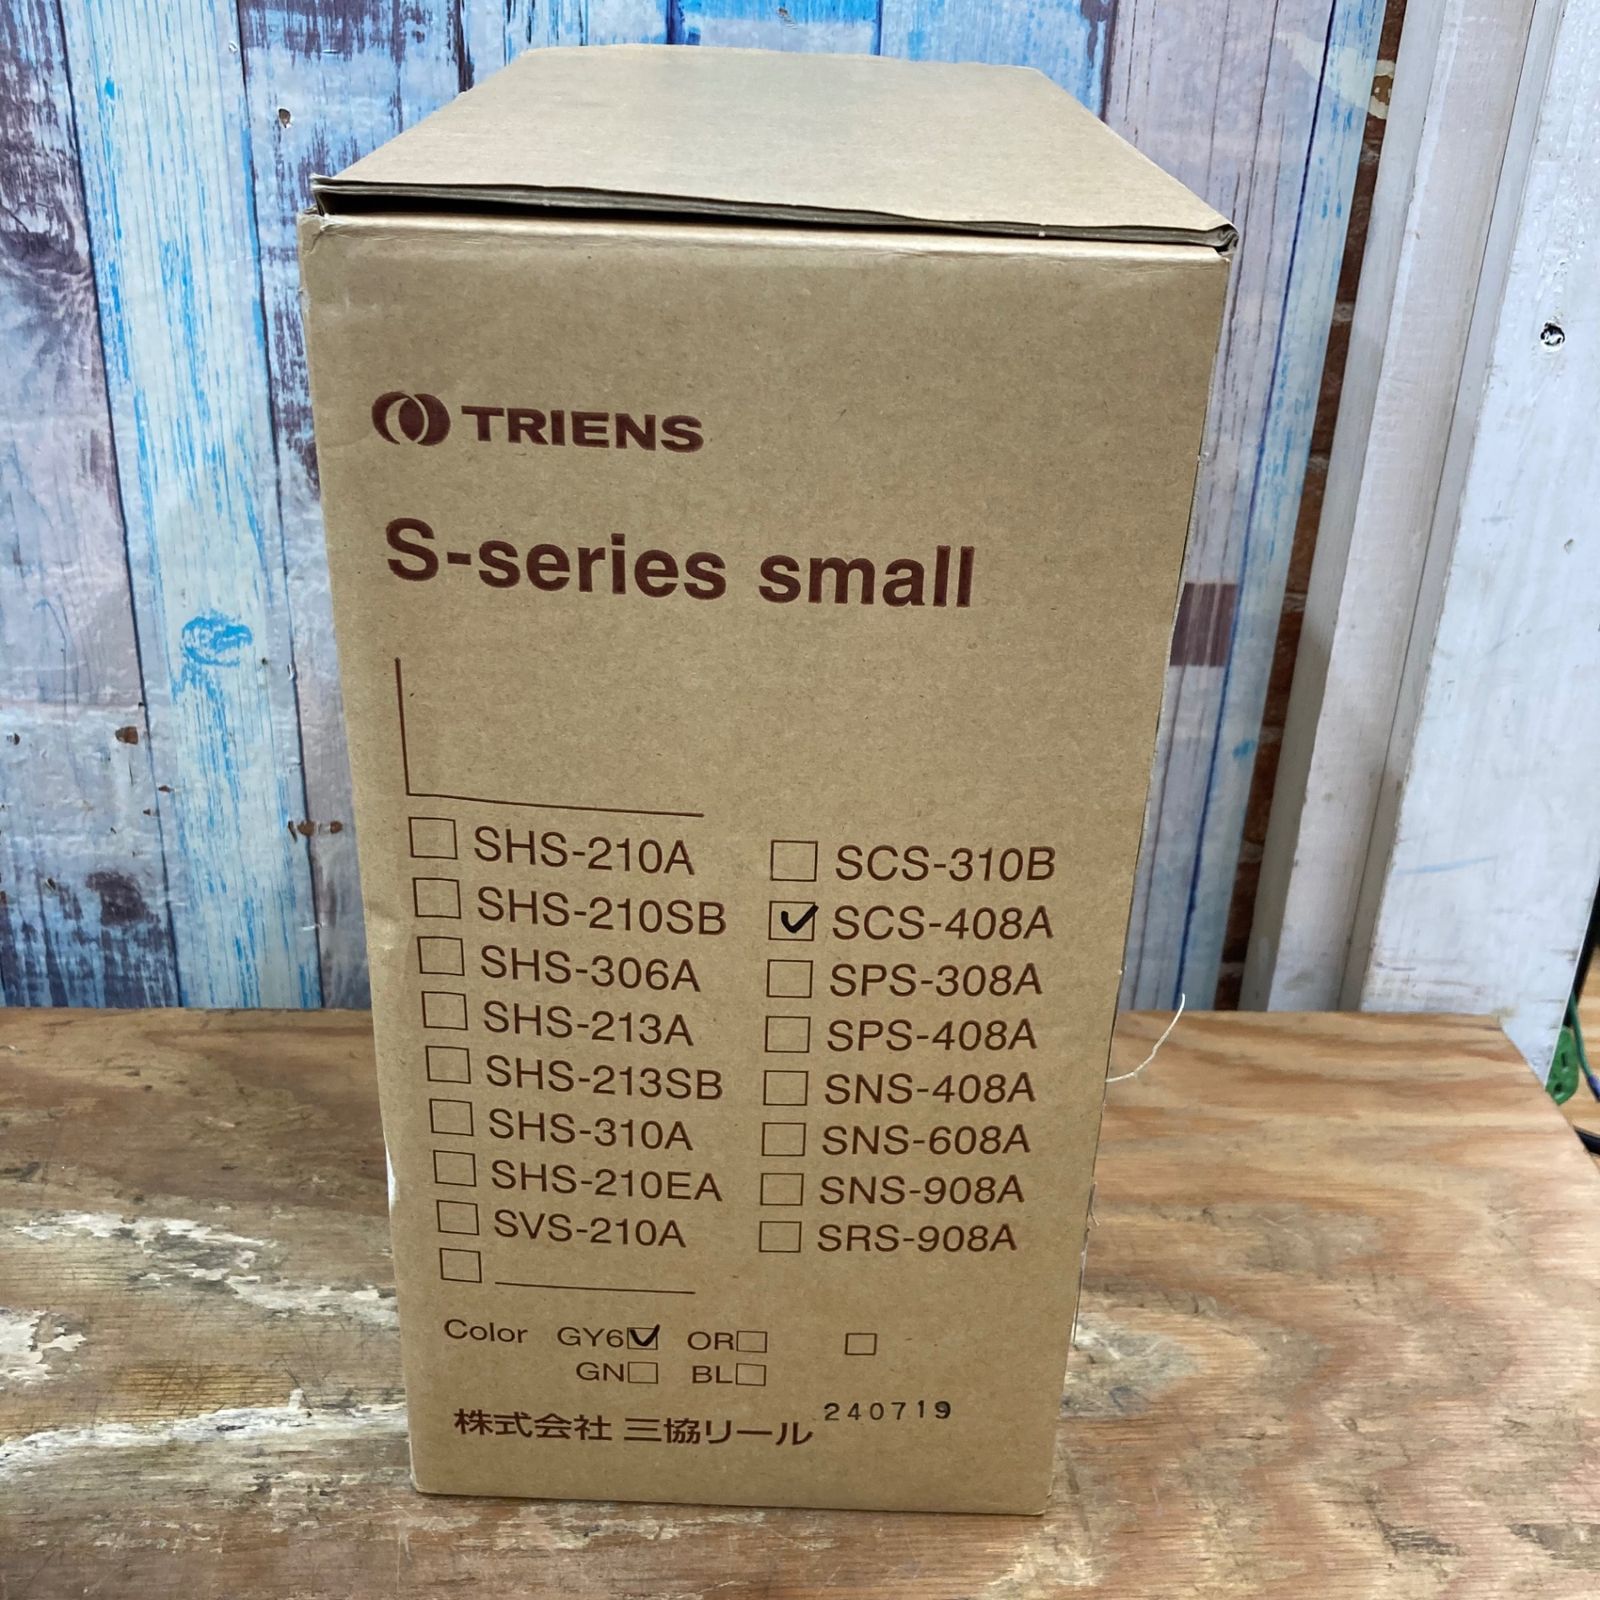 TRIENS
S-series small
SHS-210A
SHS-210SB
SHS-306A
SHS-213A
SHS-213SB
SHS-310A
SHS-210EA
SVS-210A
SCS-310B
SCS-408A
SPS-308A
SPS-408A
SNS-408A
SNS-608A
SNS-908A
SRS-908A
Color GY6 OR
GN BL
株式会社 三協リール 240719